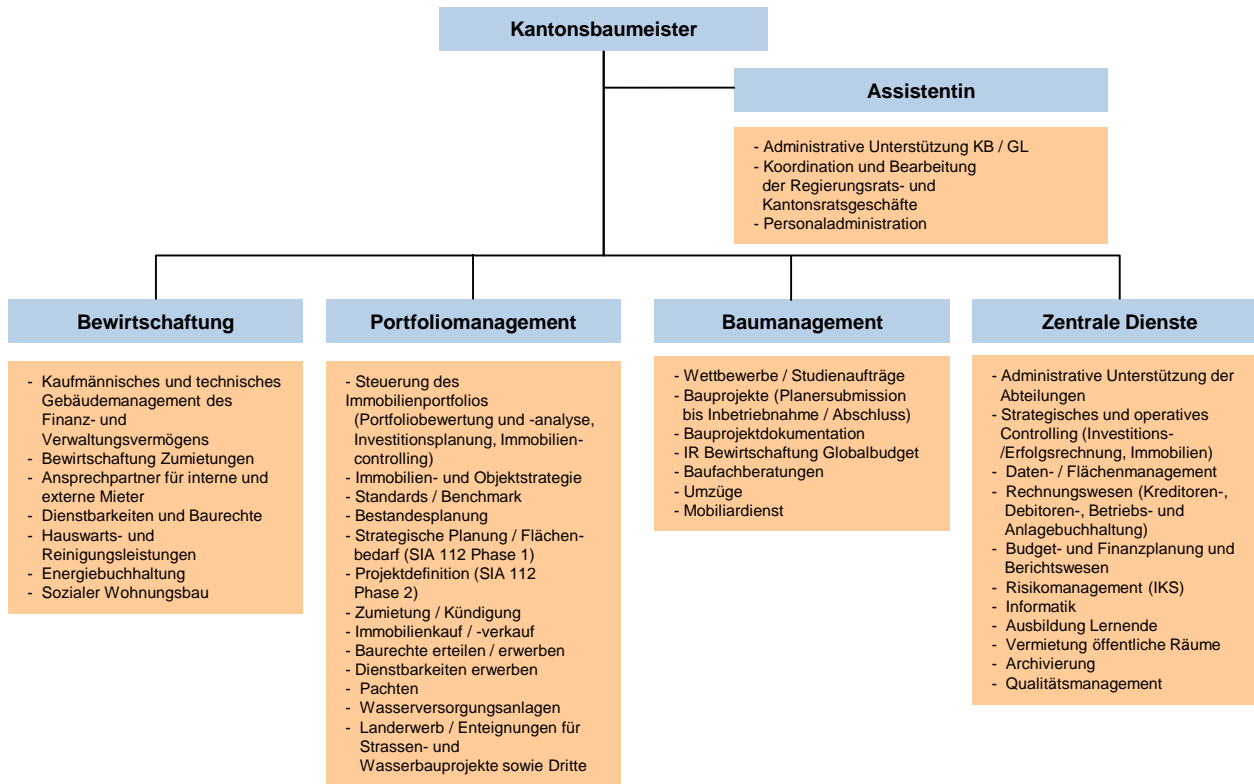 Kantonsbaumeister
Assistentin
- Administrative Unterstützung KB / GL
- Koordination und Bearbeitung
der Regierungsrats- und
Kantonsratsgeschäfte
- Personaladministration
Bewirtschaftung
- Kaufmännisches und technisches
Gebäudemanagement des
Finanz- und
Verwaltungsvermögens
- Bewirtschaftung Zumietungen
- Ansprechpartner für interne und
externe Mieter
- Dienstbarkeiten und Baurechte
- Hauswarts- und
Reinigungsleistungen
- Energiebuchhaltung
- Sozialer Wohnungsbau
Portfoliomanagement
- Steuerung des
Immobilienportfolios
(Portfoliobewertung und -analyse,
Investitionsplanung, Immobilien-
controlling)
- Immobilien- und Objektstrategie
- Standards / Benchmark
- Bestandesplanung
- Strategische Planung / Flächen-
bedarf (SIA 112 Phase 1)
- Projektdefinition (SIA 112
Phase 2)
- Zumietung / Kündigung
- Immobilienkauf / -verkauf
- Baurechte erteilen / erwerben
- Dienstbarkeiten erwerben
- Pachten
- Wasserversorgungsanlagen
- Landerwerb / Enteignungen für
Strassen- und
Wasserbauprojekte sowie Dritte
Baumanagement
- Wettbewerbe / Studienaufträge
- Bauprojekte (Planersubmission
bis Inbetriebnahme / Abschluss)
- Bauprojektdokumentation
- IR Bewirtschaftung Globalbudget
- Baufachberatungen
- Umzüge
- Mobiliardienst
Zentrale Dienste
- Administrative Unterstützung der
Abteilungen
- Strategisches und operatives
Controlling (Investitions-
/Erfolgsrechnung, Immobilien)
- Daten- / Flächenmanagement
- Rechnungswesen (Kreditoren-,
Debitoren-, Betriebs- und
Anlagebuchhaltung)
- Budget- und Finanzplanung und
Berichtswesen
- Risikomanagement (IKS)
- Informatik
- Ausbildung Lernende
- Vermietung öffentliche Räume
- Archivierung
- Qualitätsmanagement